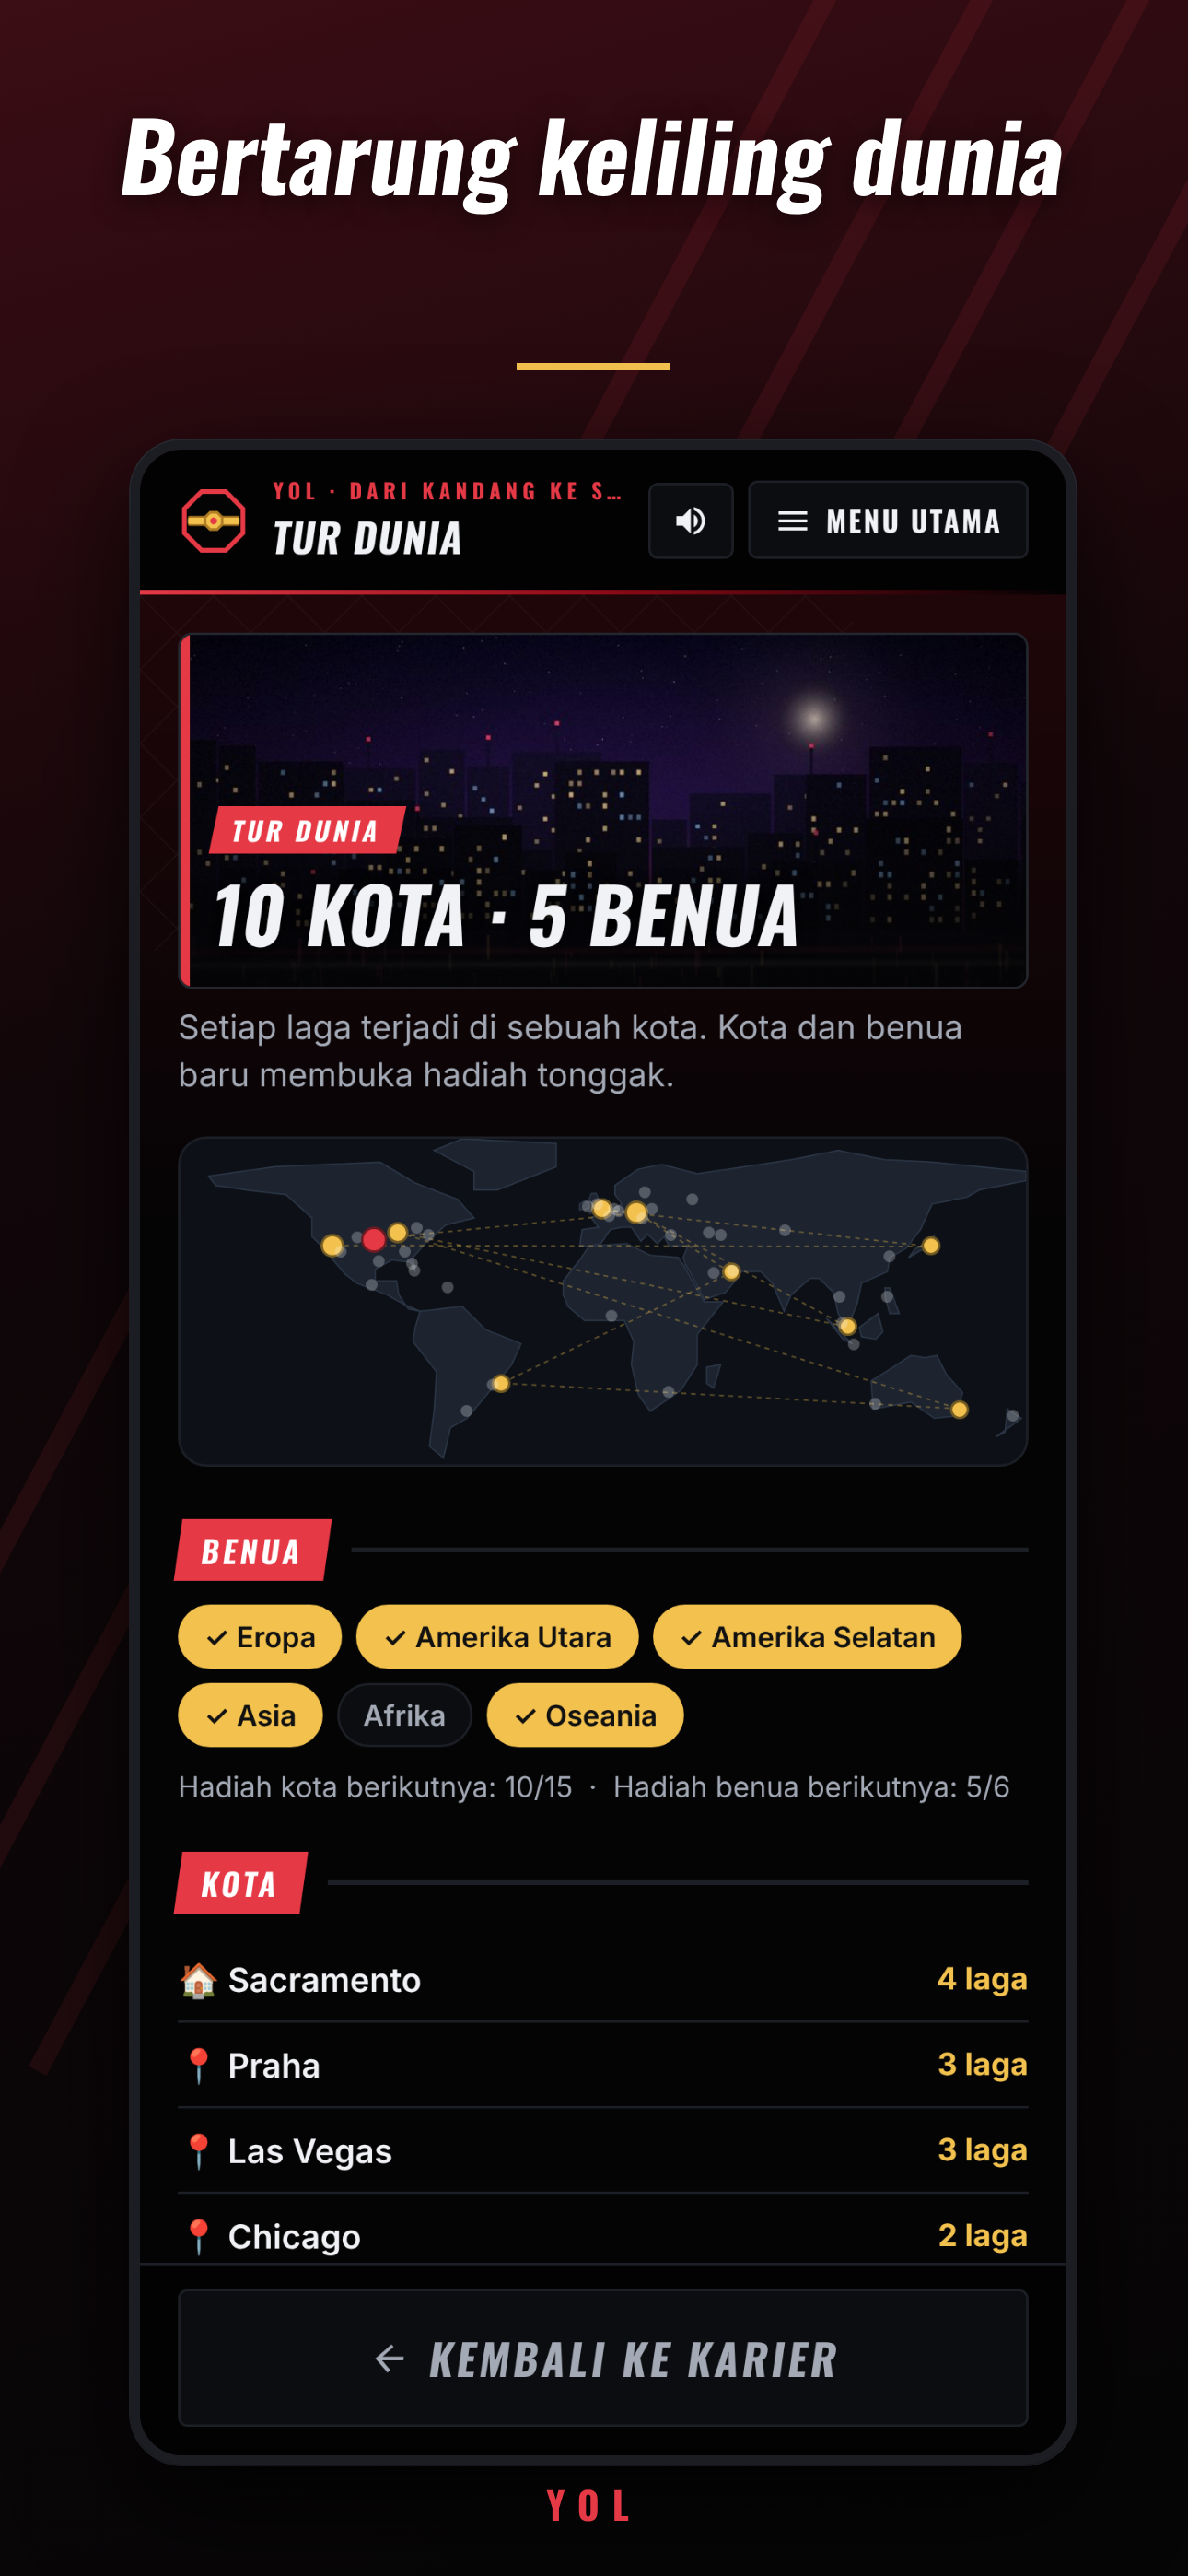 Bertarung keliling dunia
YOL · DARI KANDANG KE S…
TUR DUNIA
MENU UTAMA
TUR DUNIA
10 KOTA · 5 BENUA
Setiap laga terjadi di sebuah kota. Kota dan benua
baru membuka hadiah tonggak.
BENUA
✓ Eropa
✓ Amerika Utara
✓ Amerika Selatan
✓ Asia
Afrika
✓ Oseania
Hadiah kota berikutnya: 10/15 · Hadiah benua berikutnya: 5/6
KOTA
Sacramento 4 laga
Praha 3 laga
Las Vegas 3 laga
Chicago 2 laga
← KEMBALI KE KARIER
YOL